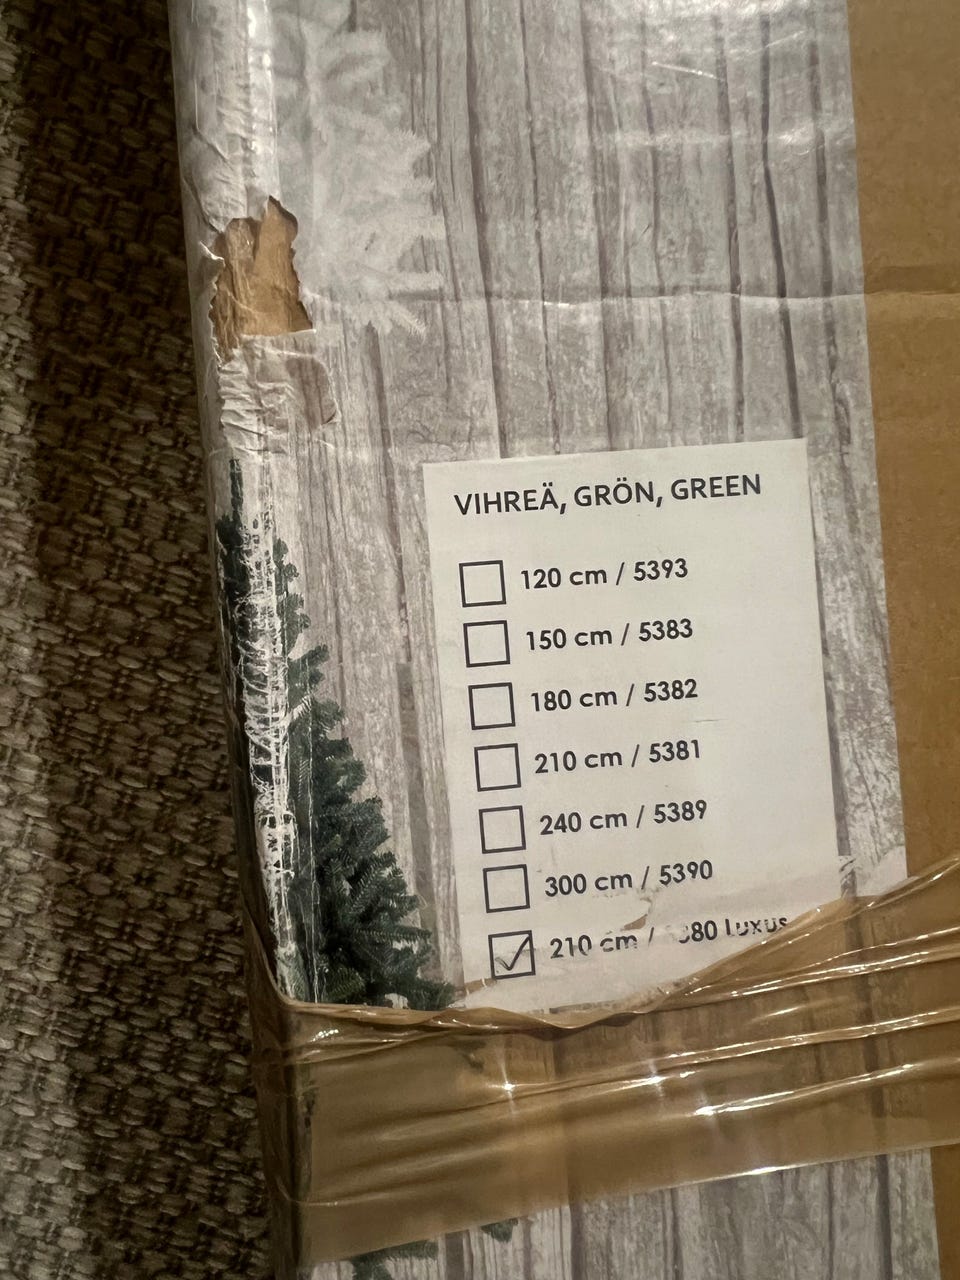 VIHREÄ, GRÖN, GREEN
120 cm / 5393
150 cm / 5383
180 cm / 5382
210 cm / 5381
240 cm / 5389
300 cm / 5390
210 cm / Luxus